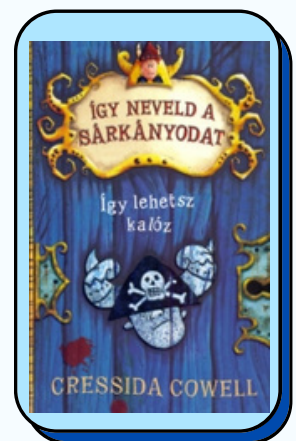 ÍGY NEVELD A
SÁRKÁNYODAT
Így lehetsz
kalóz
CRESSIDA COWELL